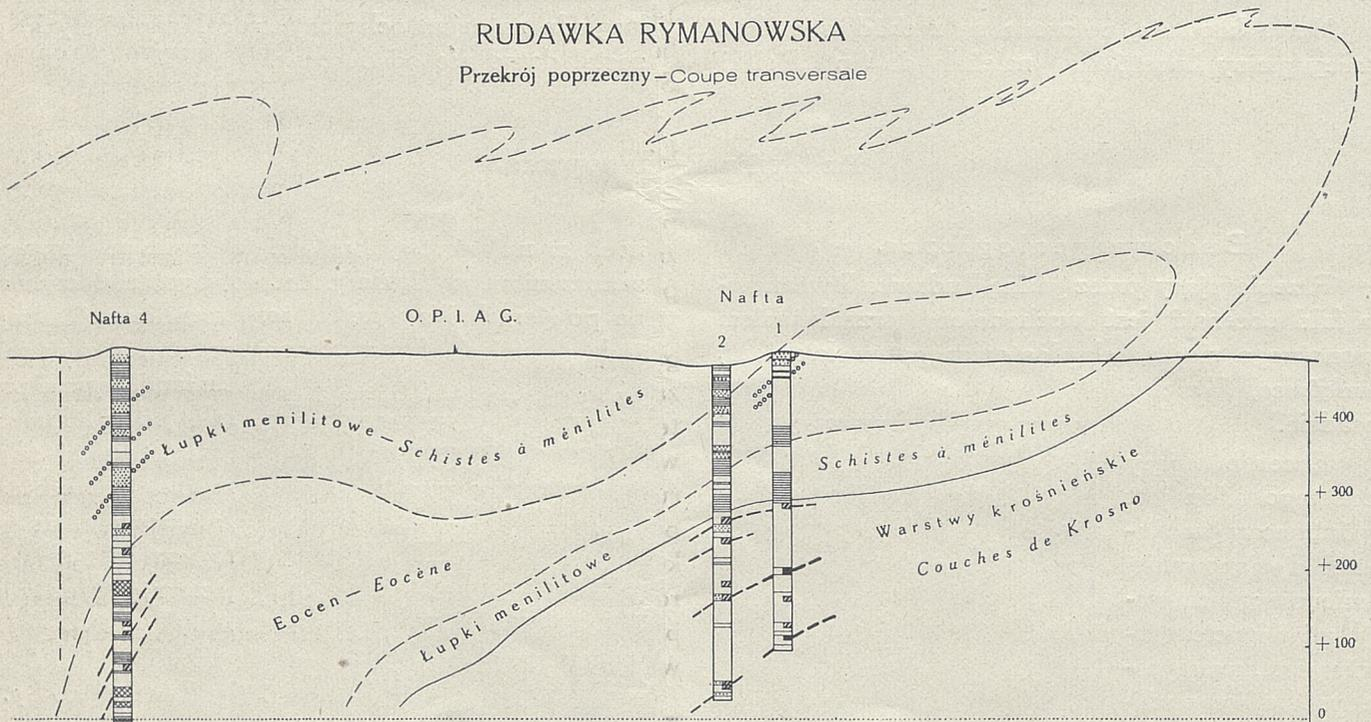 RUDAWKA RYMANOWSKA
Przekrój poprzeczny – Coupe transversale
Nafta 4
O. P. I. A. G.
Nafta
1
2
Łupki menilitowe – Schistes à ménilites
Schistes à ménilites
Łupki menilitowe
Warstwy krośnieńskie
Couches de Krosno
Eocen – Eocène
+ 400
+ 300
+ 200
+ 100
0